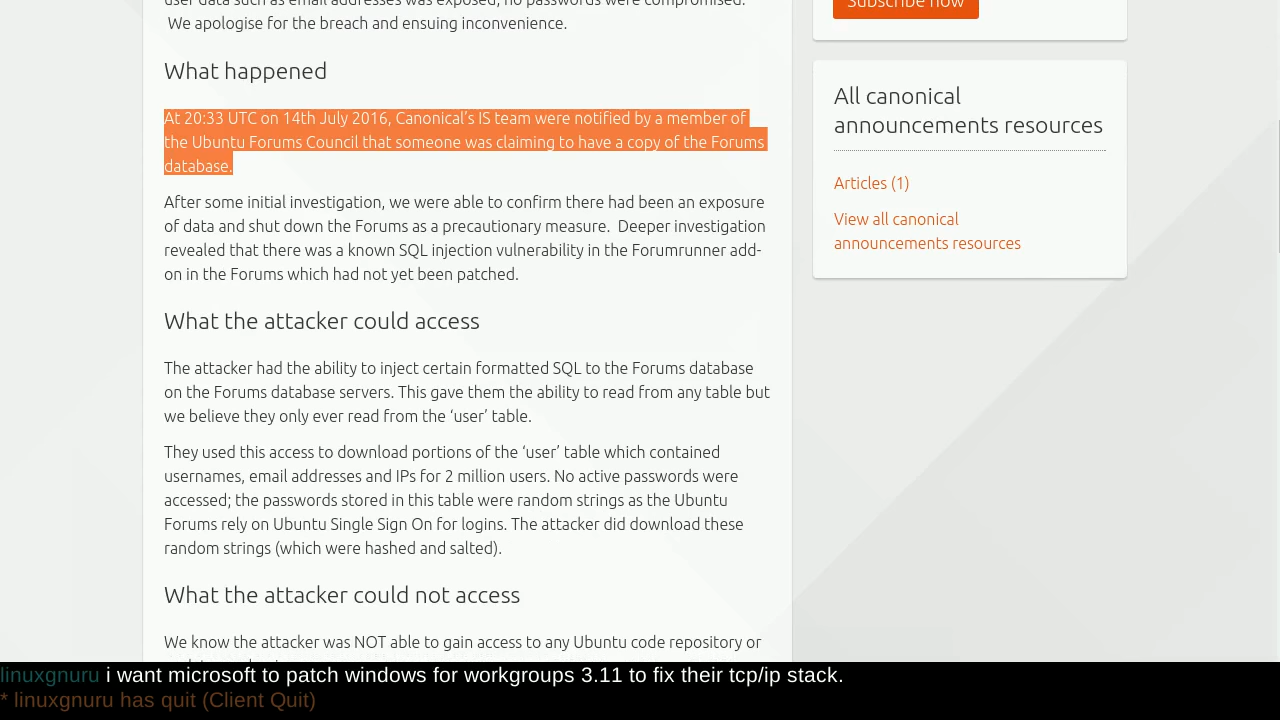 user data such as email addresses was exposed, no passwords were compromised.
We apologise for the breach and ensuing inconvenience.
What happened
At 20:33 UTC on 14th July 2016, Canonical’s IS team were notified by a member of
the Ubuntu Forums Council that someone was claiming to have a copy of the Forums
database.
After some initial investigation, we were able to confirm there had been an exposure
of data and shut down the Forums as a precautionary measure.  Deeper investigation
revealed that there was a known SQL injection vulnerability in the Forumrunner add-
on in the Forums which had not yet been patched.
What the attacker could access
The attacker had the ability to inject certain formatted SQL to the Forums database
on the Forums database servers. This gave them the ability to read from any table but
we believe they only ever read from the ‘user’ table.
They used this access to download portions of the ‘user’ table which contained
usernames, email addresses and IPs for 2 million users. No active passwords were
accessed; the passwords stored in this table were random strings as the Ubuntu
Forums rely on Ubuntu Single Sign On for logins. The attacker did download these
random strings (which were hashed and salted).
What the attacker could not access
We know the attacker was NOT able to gain access to any Ubuntu code repository or
Subscribe now
All canonical
announcements resources
Articles (1)
View all canonical
announcements resources
linuxgnuru i want microsoft to patch windows for workgroups 3.11 to fix their tcp/ip stack.
* linuxgnuru has quit (Client Quit)